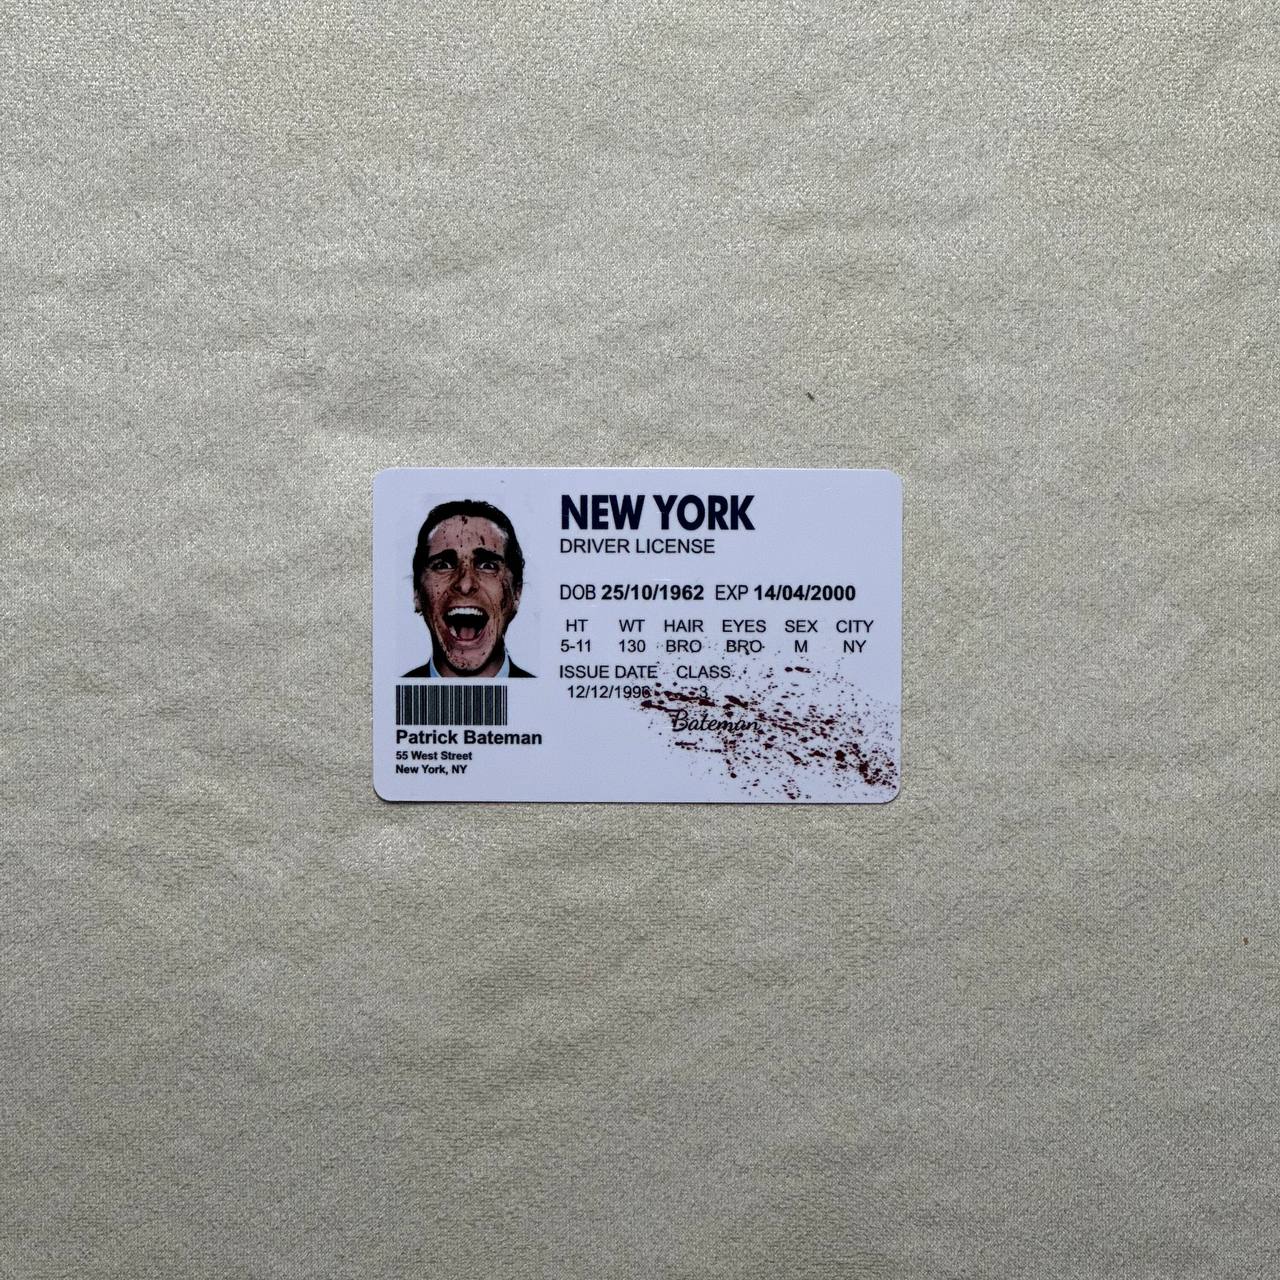 NEW YORK
DRIVER LICENSE
DOB 25/10/1962 EXP 14/04/2000
HT WT HAIR EYES SEX CITY
5-11 130 BRO BRO M NY
ISSUE DATE CLASS
12/12/1996 3
Bateman
Patrick Bateman
55 West Street
New York, NY